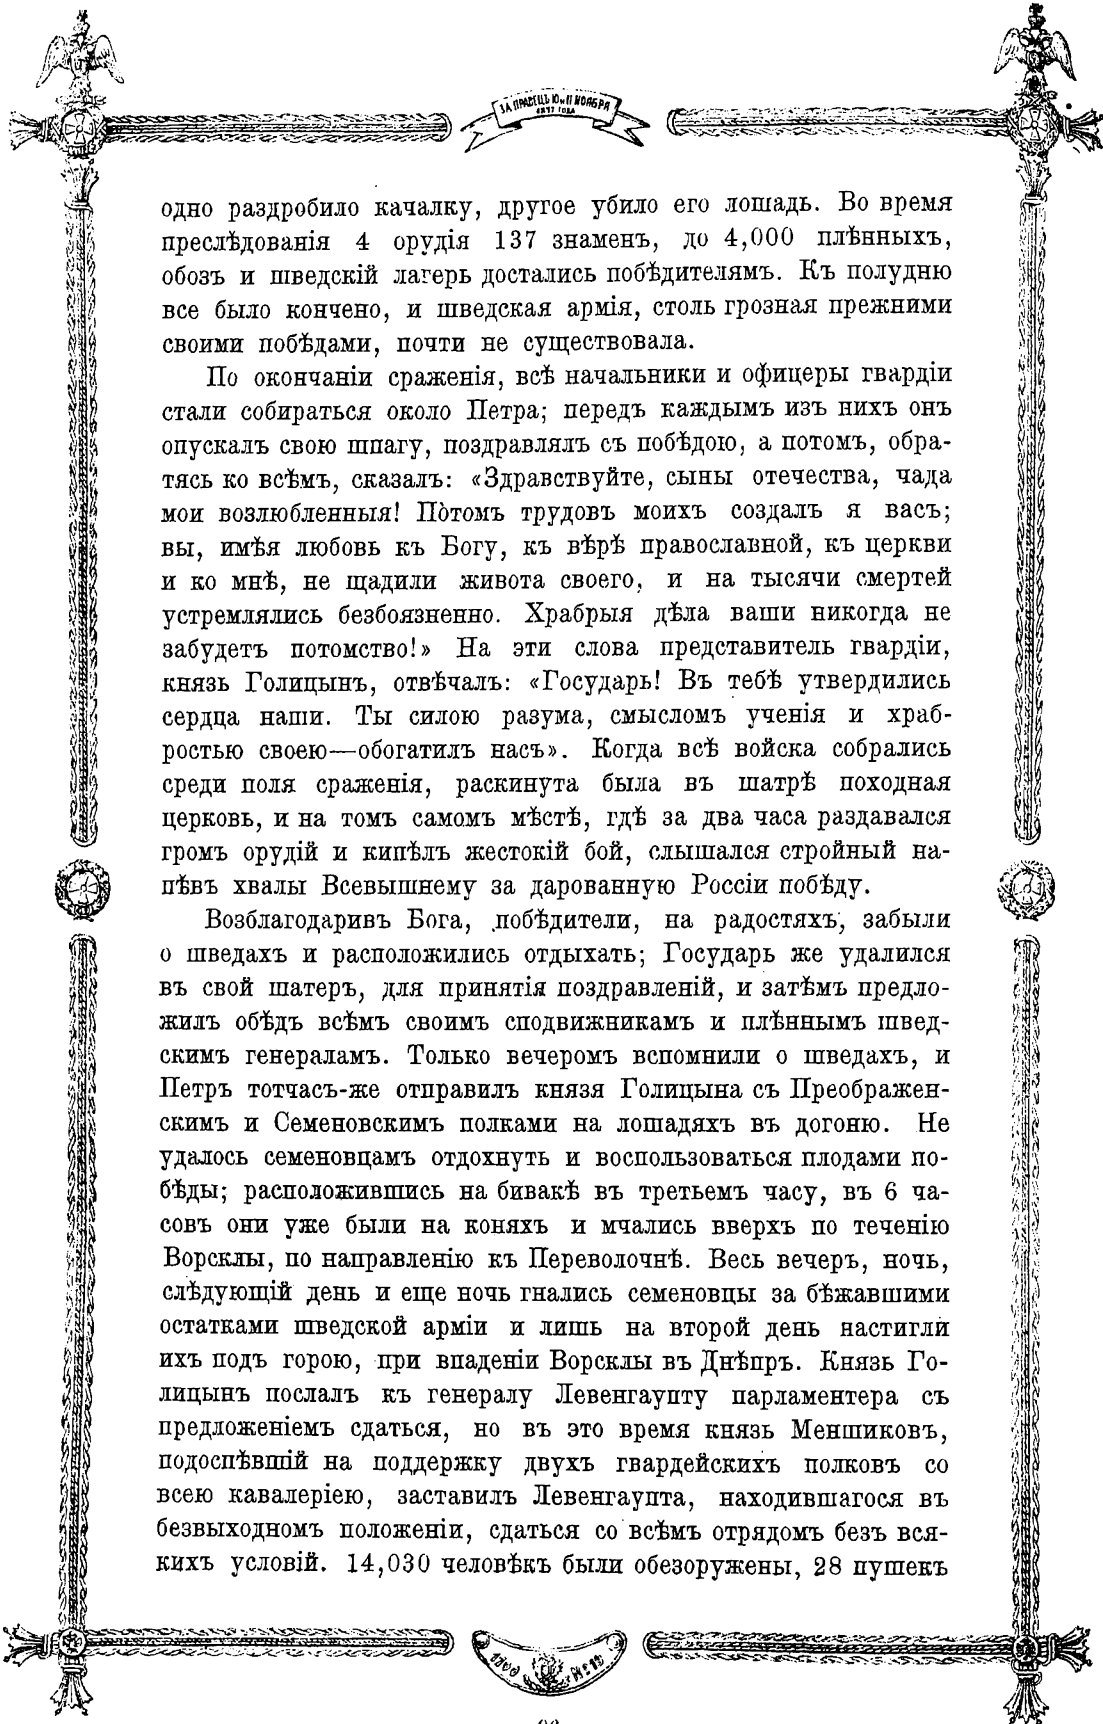 ЗА ПРАВЕЦЪ 10 и 11 НОЯБРЯ
1877 ГОДА
одно раздробило качалку, другое убило его лошадь. Во время
преслѣдованія 4 орудія 137 знаменъ, до 4,000 плѣнныхъ,
обозъ и шведскій лагерь достались побѣдителямъ. Къ полудню
все было кончено, и шведская армія, столь грозная прежними
своими побѣдами, почти не существовала.
По окончаніи сраженія, всѣ начальники и офицеры гвардіи
стали собираться около Петра; передъ каждымъ изъ нихъ онъ
опускалъ свою шпагу, поздравлялъ съ побѣдою, а потомъ, обра-
тясь ко всѣмъ, сказалъ: «Здравствуйте, сыны отечества, чада
мои возлюбленныя! По̀томъ трудовъ моихъ создалъ я васъ;
вы, имѣя любовь къ Богу, къ вѣрѣ православной, къ церкви
и ко мнѣ, не щадили живота своего, и на тысячи смертей
устремлялись безбоязненно. Храбрыя дѣла ваши никогда не
забудетъ потомство!» На эти слова представитель гвардіи,
князь Голицынъ, отвѣчалъ: «Государь! Въ тебѣ утвердились
сердца наши. Ты силою разума, смысломъ ученія и храб-
ростью своею—обогатилъ насъ». Когда всѣ войска собрались
среди поля сраженія, раскинута была въ шатрѣ походная
церковь, и на томъ самомъ мѣстѣ, гдѣ за два часа раздавался
громъ орудій и кипѣлъ жестокій бой, слышался стройный на-
пѣвъ хвалы Всевышнему за дарованную Россіи побѣду.
Возблагодаривъ Бога, побѣдители, на радостяхъ, забыли
о шведахъ и расположились отдыхать; Государь же удалился
въ свой шатеръ, для принятія поздравленій, и затѣмъ предло-
жилъ обѣдъ всѣмъ своимъ сподвижникамъ и плѣннымъ швед-
скимъ генераламъ. Только вечеромъ вспомнили о шведахъ, и
Петръ тотчасъ-же отправилъ князя Голицына съ Преображен-
скимъ и Семеновскимъ полками на лошадяхъ въ догоню. Не
удалось семеновцамъ отдохнуть и воспользоваться плодами по-
бѣды; расположившись на бивакѣ въ третьемъ часу, въ 6 ча-
совъ они уже были на коняхъ и мчались вверхъ по теченію
Ворсклы, по направленію къ Переволочнѣ. Весь вечеръ, ночь,
слѣдующій день и еще ночь гнались семеновцы за бѣжавшими
остатками шведской арміи и лишь на второй день настигли
ихъ подъ горою, при впаденіи Ворсклы въ Днѣпръ. Князь Го-
лицынъ послалъ къ генералу Левенгаупту парламентера съ
предложеніемъ сдаться, но въ это время князь Меншиковъ,
подоспѣвшій на поддержку двухъ гвардейскихъ полковъ со
всею кавалеріею, заставилъ Левенгаупта, находившагося въ
безвыходномъ положеніи, сдаться со всѣмъ отрядомъ безъ вся-
кихъ условій. 14,030 человѣкъ были обезоружены, 28 пушекъ